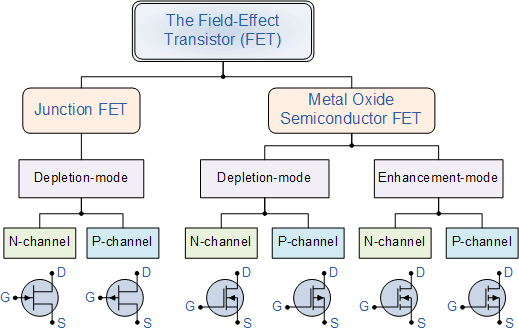 The Field-Effect
Transistor (FET)
Junction FET
Metal Oxide
Semiconductor FET
Depletion-mode
Depletion-mode
Enhancement-mode
N-channel
P-channel
N-channel
P-channel
N-channel
P-channel
D
D
D
D
D
D
G
G
G
G
G
G
S
S
S
S
S
S